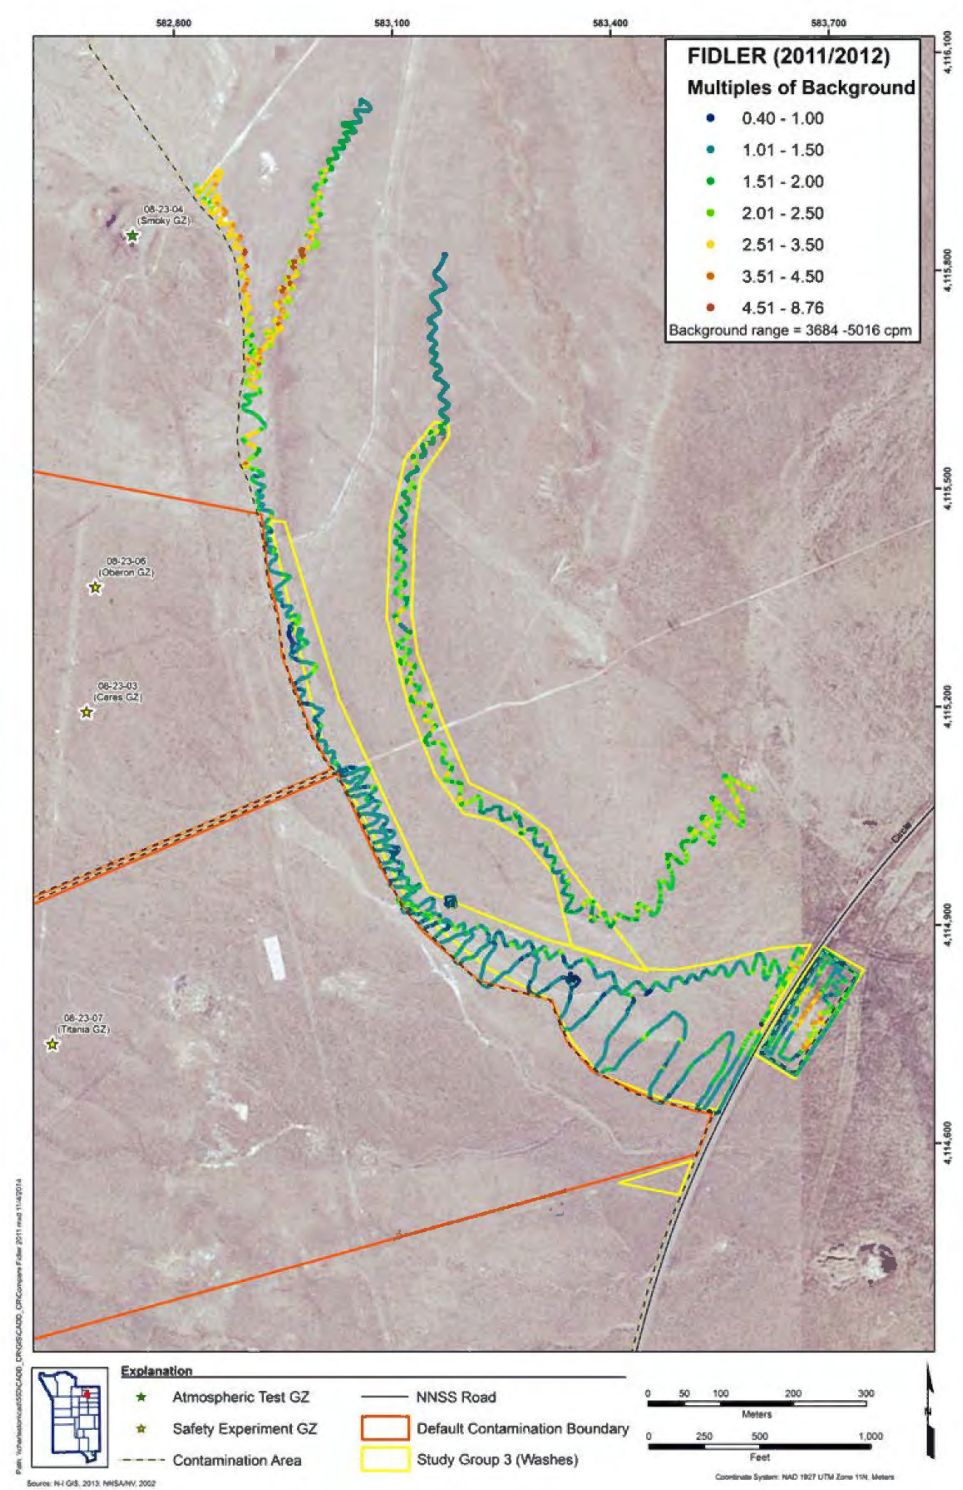 582,800
583,100
583,400
583,700
4,116,100
4,115,800
4,115,500
4,115,200
4,114,900
4,114,600
FIDLER (2011/2012)
Multiples of Background
0.40 - 1.00
1.01 - 1.50
1.51 - 2.00
2.01 - 2.50
2.51 - 3.50
3.51 - 4.50
4.51 - 8.76
Background range = 3684 -5016 cpm
08-23-04
(Smoky GZ)
08-23-06
(Oberon GZ)
08-23-03
(Ceres GZ)
08-23-07
(Titania GZ)
Circle
Explanation
Atmospheric Test GZ
Safety Experiment GZ
Contamination Area
NNSS Road
Default Contamination Boundary
Study Group 3 (Washes)
0 50 100 200 300
Meters
0 250 500 1,000
Feet
N
Source: N-I GIS, 2013; NNSA/NV, 2002
Coordinate System: NAD 1927 UTM Zone 11N, Meters